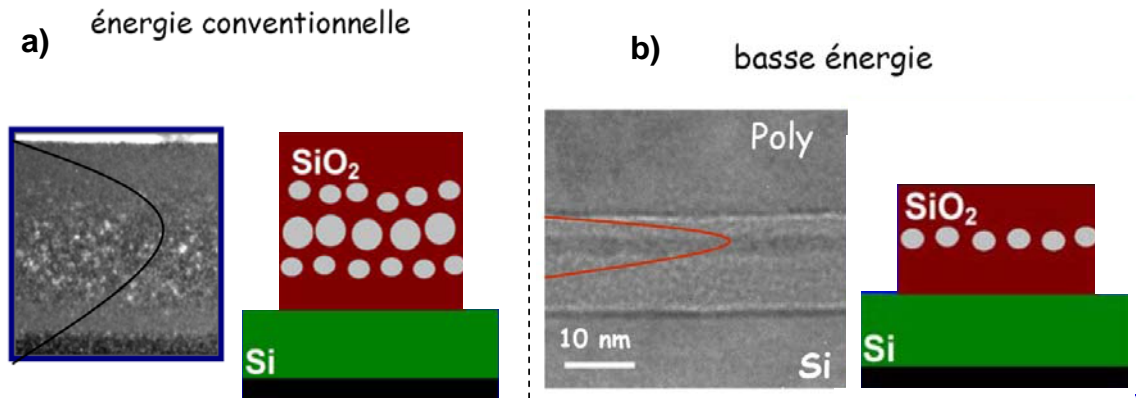 a)
énergie conventionnelle
SiO₂
Si
b)
basse énergie
Poly
10 nm
Si
SiO₂
Si